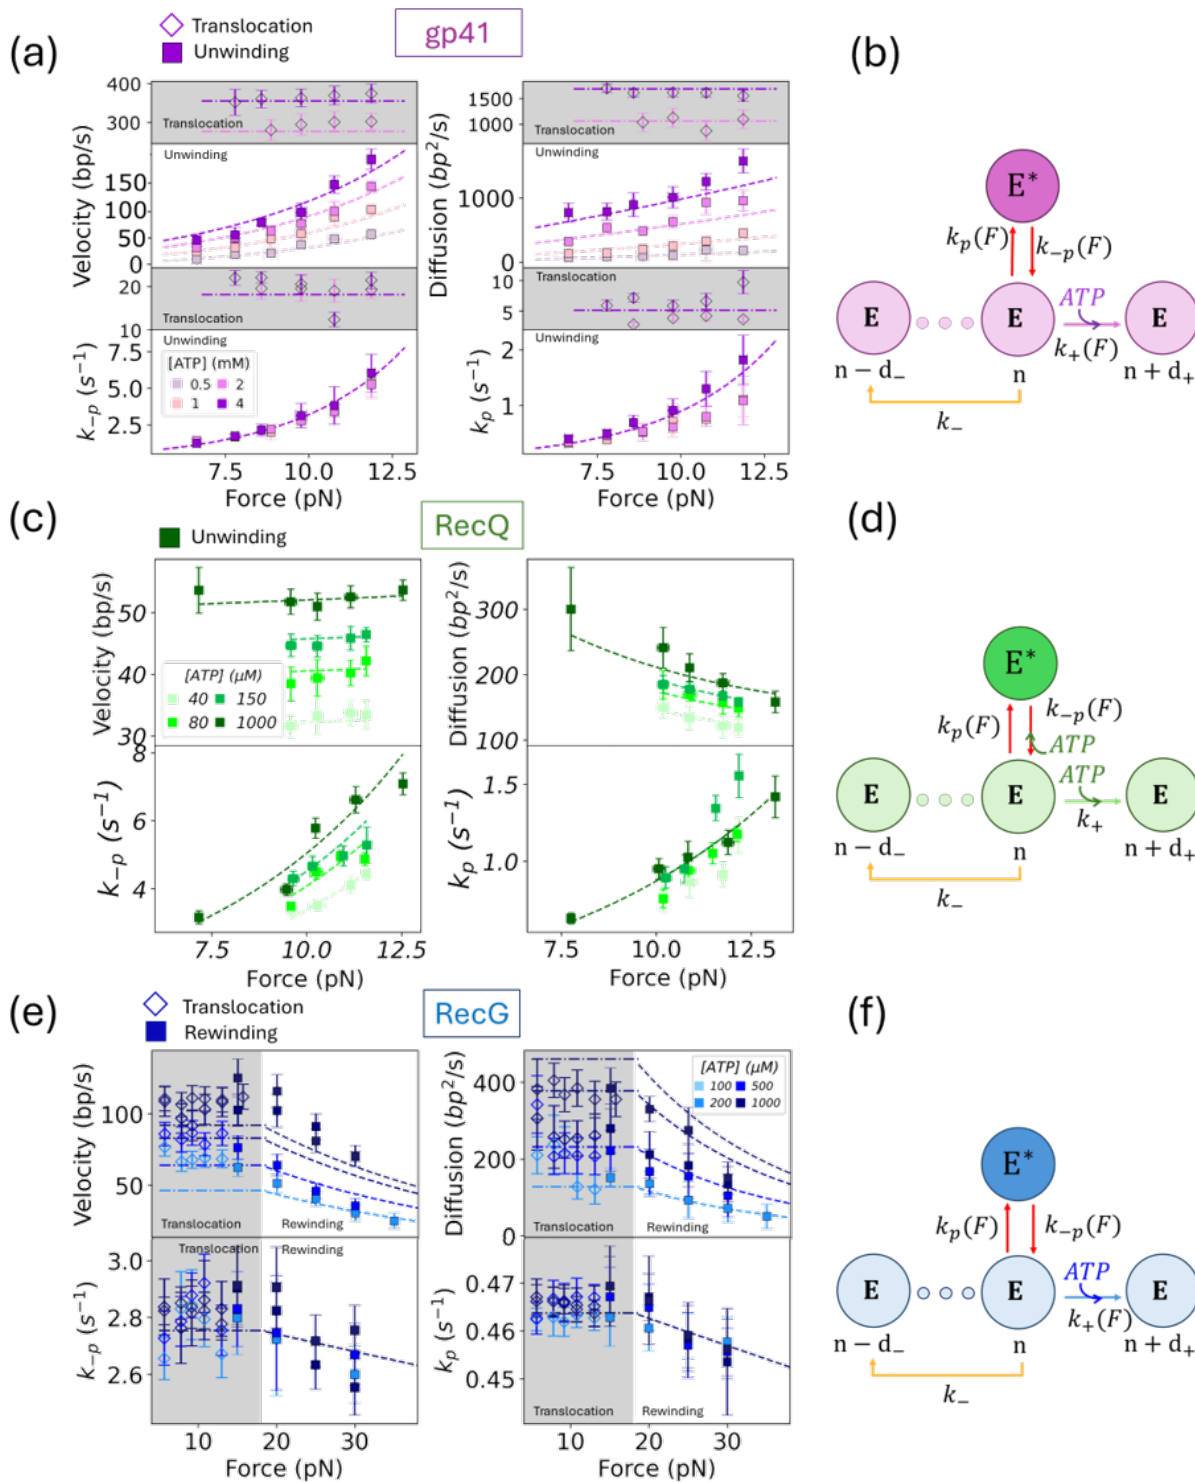 (a)
Translocation
Unwinding
gp41
Velocity (bp/s)
400
300
Translocation
Unwinding
150
100
50
0
20
Translocation
10
Unwinding
7.5
5.0
2.5
k₋ₚ (s⁻¹)
[ATP] (mM)
0.5 2
1 4
7.5 10.0 12.5
Force (pN)
Diffusion (bp²/s)
1500
1000
Translocation
Unwinding
1000
0
Translocation
5
Unwinding
2
1
kₚ (s⁻¹)
7.5 10.0 12.5
Force (pN)
(b)
E*
kₚ(F) k₋ₚ(F)
ATP
E E E
k₊(F)
n − d₋ n n + d₊
k₋
(c)
Unwinding
RecQ
Velocity (bp/s)
50
40
30
[ATP] (μM)
40 150
80 1000
8
6
4
k₋ₚ (s⁻¹)
7.5 10.0 12.5
Force (pN)
Diffusion (bp²/s)
300
200
100
1.5
1.0
kₚ (s⁻¹)
7.5 10.0 12.5
Force (pN)
(d)
E*
kₚ(F) k₋ₚ(F)
ATP
ATP
E E E
k₊
n − d₋ n n + d₊
k₋
(e)
Translocation
Rewinding
RecG
Velocity (bp/s)
100
50
Translocation Rewinding
Translocation Rewinding
3.0
2.8
2.6
k₋ₚ (s⁻¹)
10 20 30
Force (pN)
Diffusion (bp²/s)
400
200
0
[ATP] (μM)
100 500
200 1000
Translocation Rewinding
0.47
0.46
0.45
kₚ (s⁻¹)
Translocation Rewinding
10 20 30
Force (pN)
(f)
E*
kₚ(F) k₋ₚ(F)
ATP
E E E
k₊(F)
n − d₋ n n + d₊
k₋